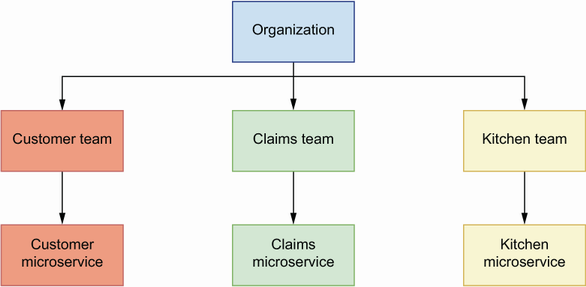 Organization
Customer team
Claims team
Kitchen team
Customer
microservice
Claims
microservice
Kitchen
microservice